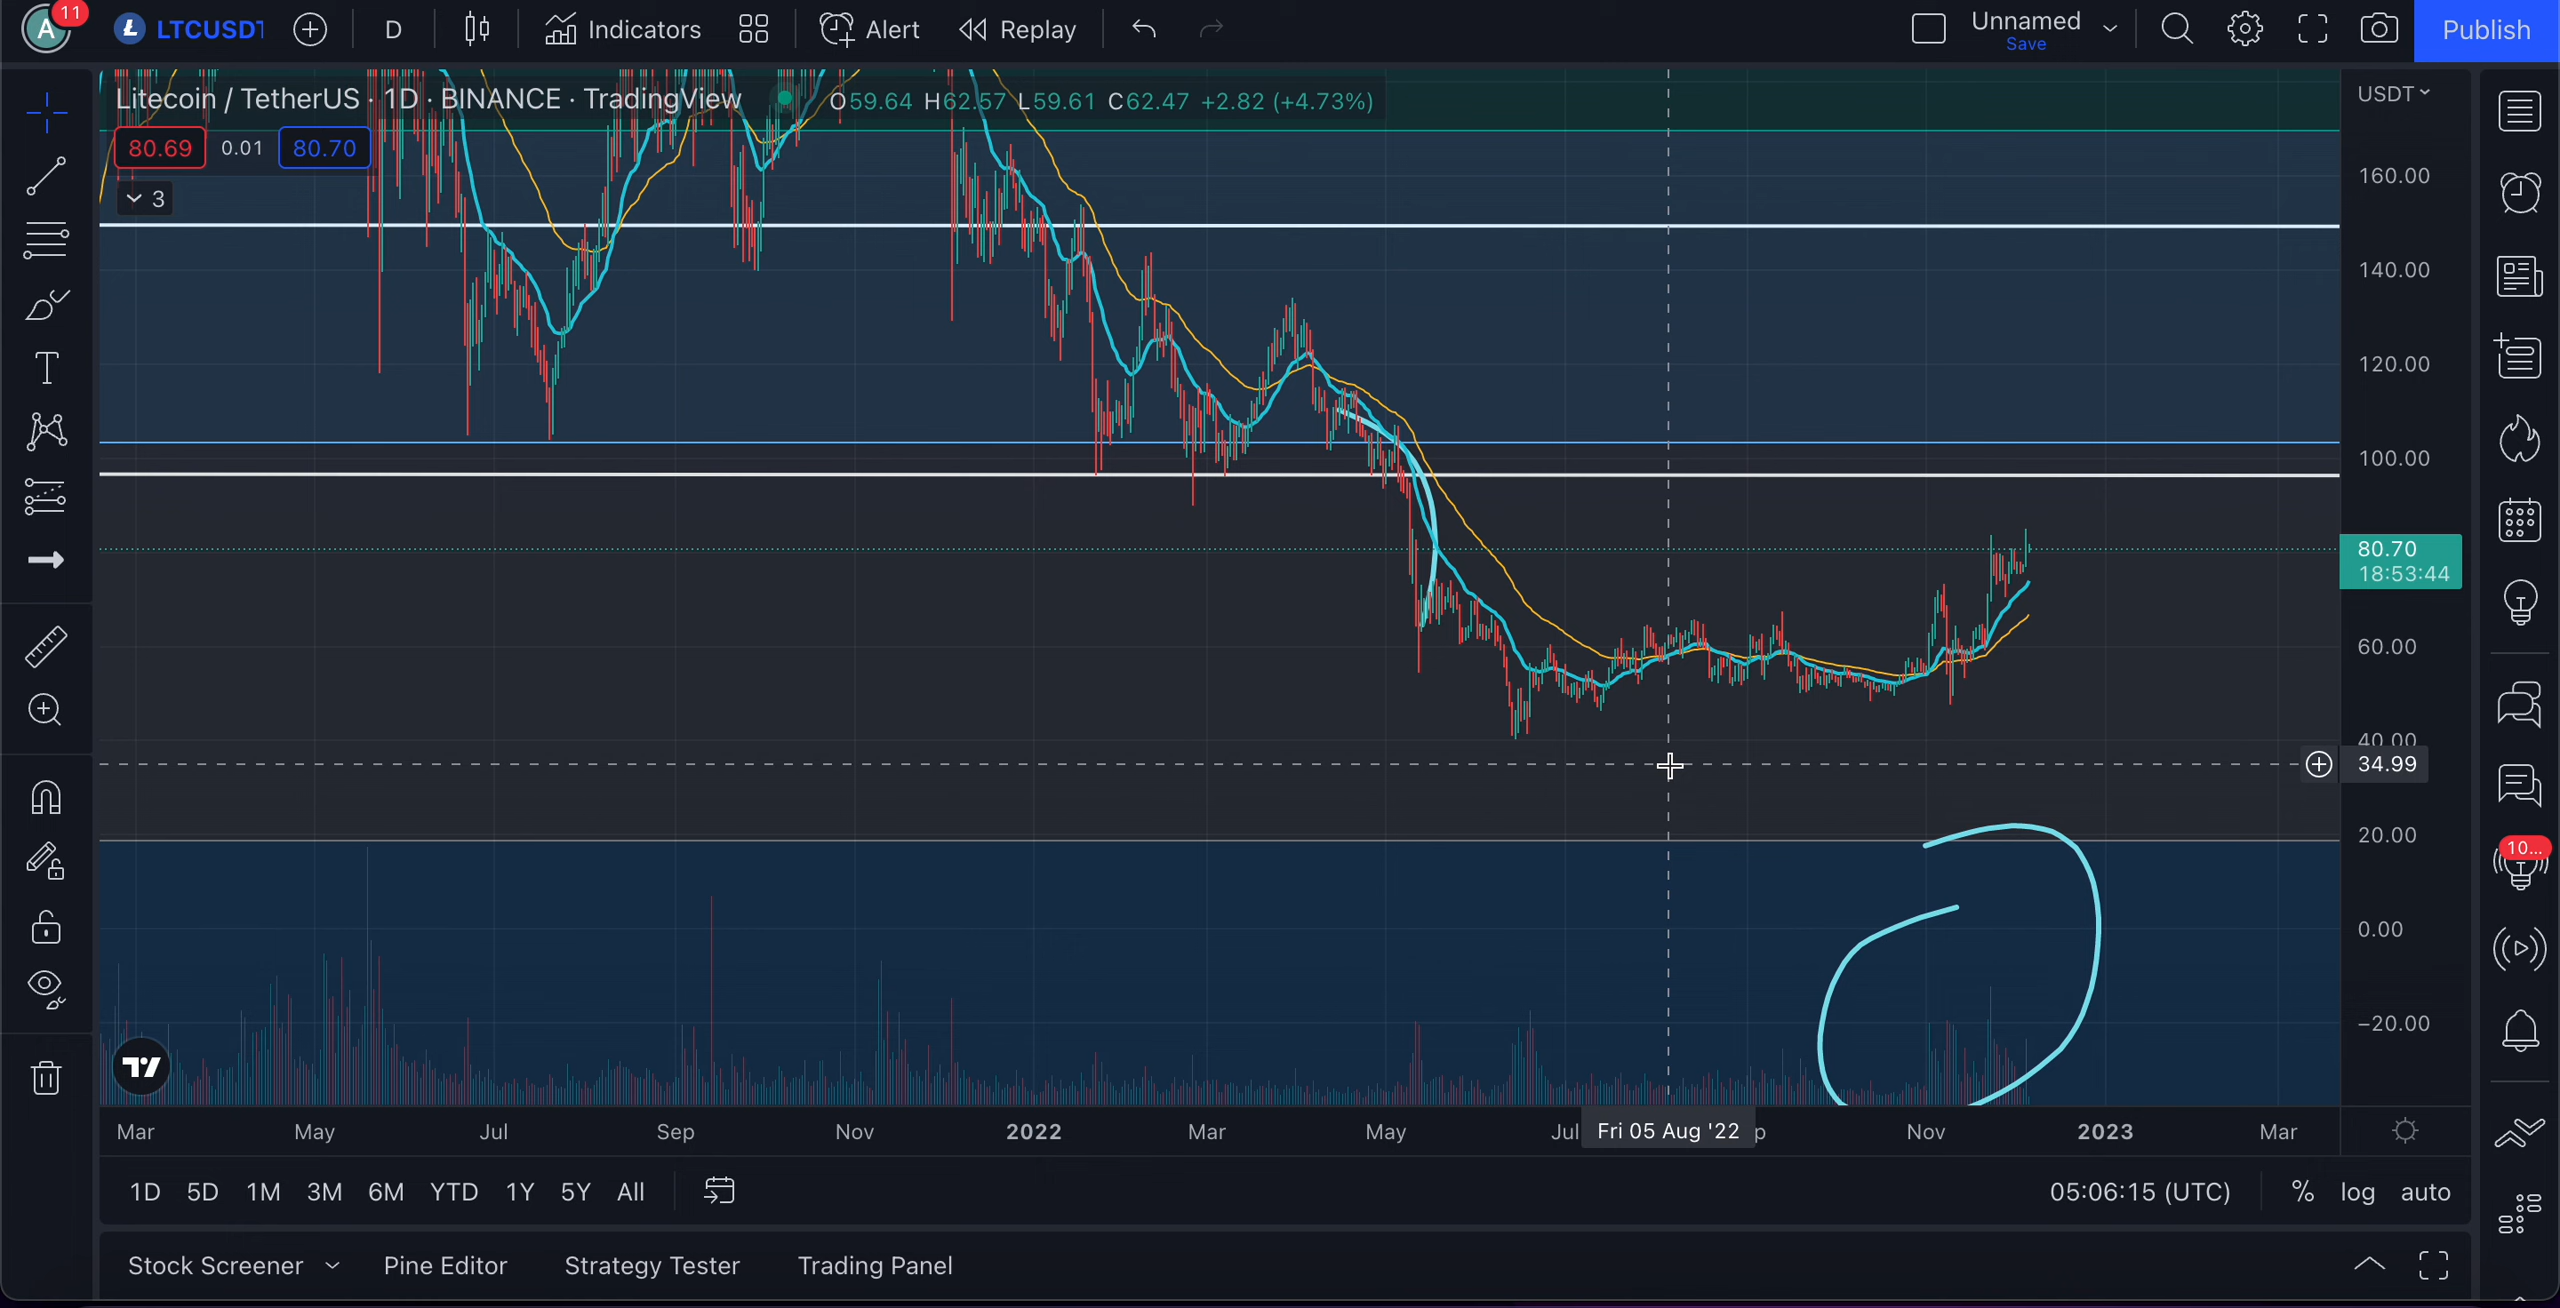 A 11 LTCUSDT D Indicators Alert Replay Unnamed Save Publish
Litecoin / TetherUS · 1D · BINANCE · TradingView O59.64 H62.57 L59.61 C62.47 +2.82 (+4.73%)
USDT
80.69 0.01 80.70
3
160.00
140.00
120.00
100.00
80.70
18:53:44
60.00
40.00
34.99
20.00
0.00
−20.00
10...
Mar May Jul Sep Nov 2022 Mar May Jul Fri 05 Aug '22 p Nov 2023 Mar
1D 5D 1M 3M 6M YTD 1Y 5Y All 05:06:15 (UTC) % log auto
Stock Screener Pine Editor Strategy Tester Trading Panel